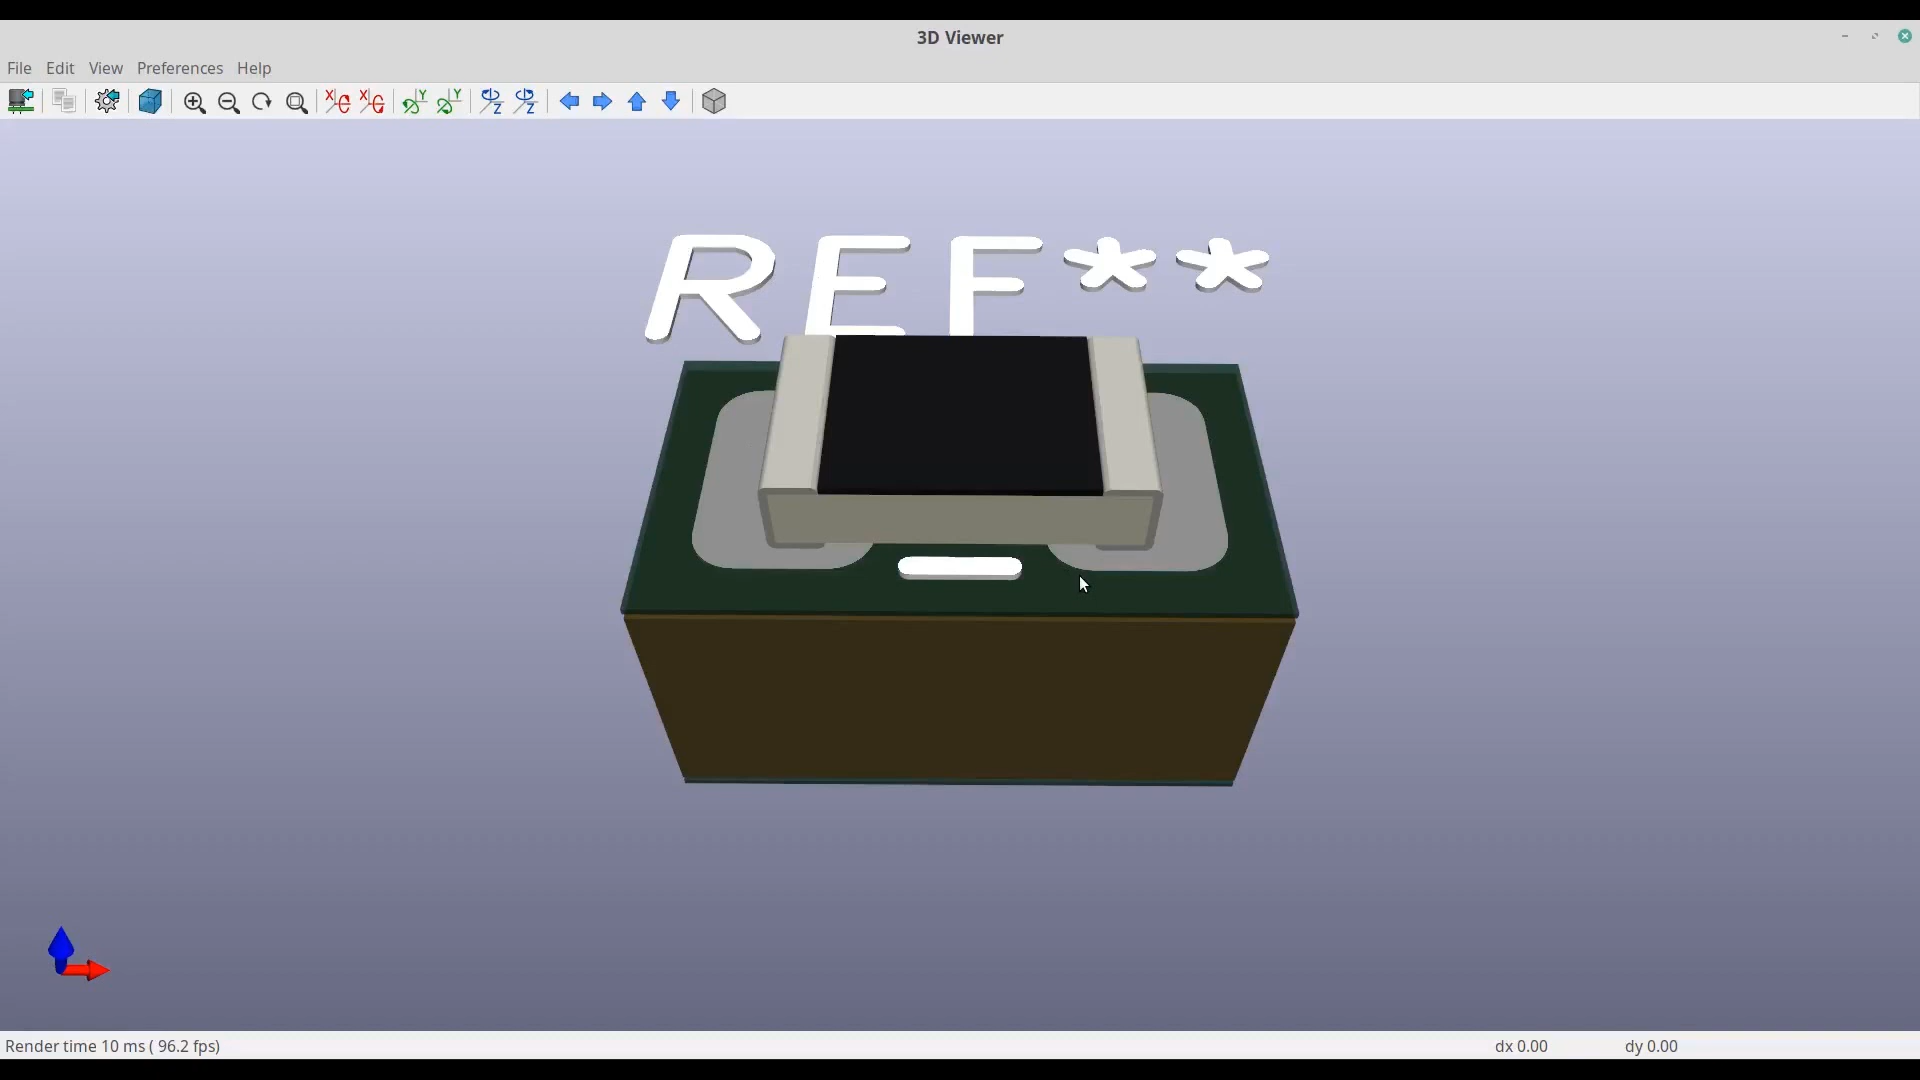 3D Viewer
File Edit View Preferences Help
X X Y Y Z Z
REF**
Render time 10 ms ( 96.2 fps) dx 0.00 dy 0.00